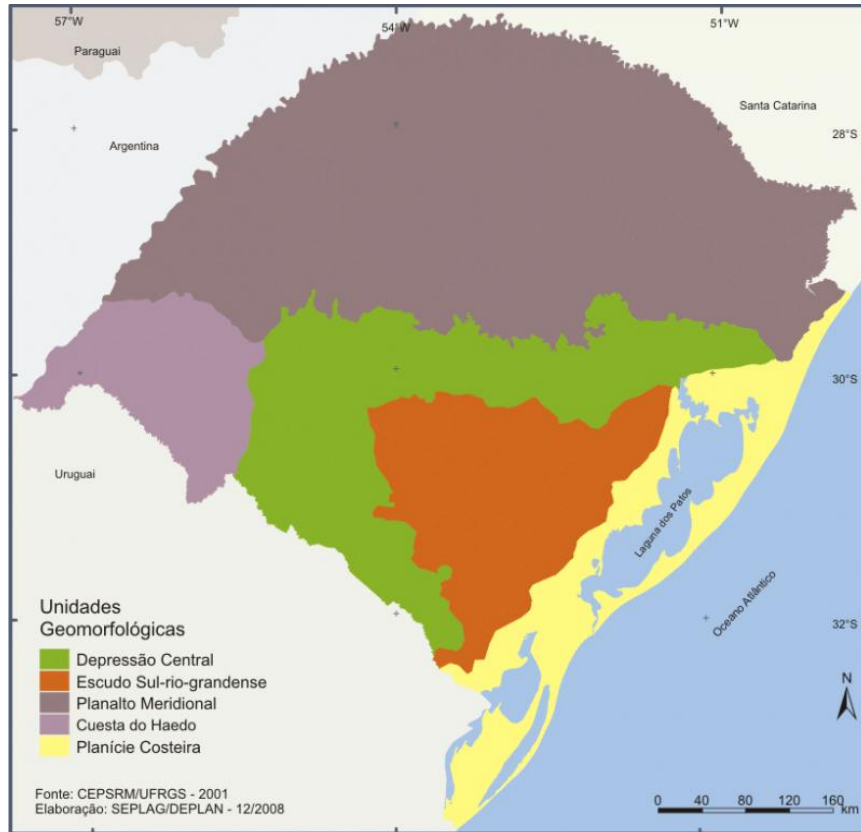 57°W
54°W
51°W
Paraguai
Santa Catarina
28°S
Argentina
30°S
Uruguai
Laguna dos Patos
Oceano Atlântico
32°S
Unidades
Geomorfológicas
Depressão Central
Escudo Sul-rio-grandense
Planalto Meridional
Cuesta do Haedo
Planície Costeira
N
Fonte: CEPSRM/UFRGS - 2001
Elaboração: SEPLAG/DEPLAN - 12/2008
0 40 80 120 160
km